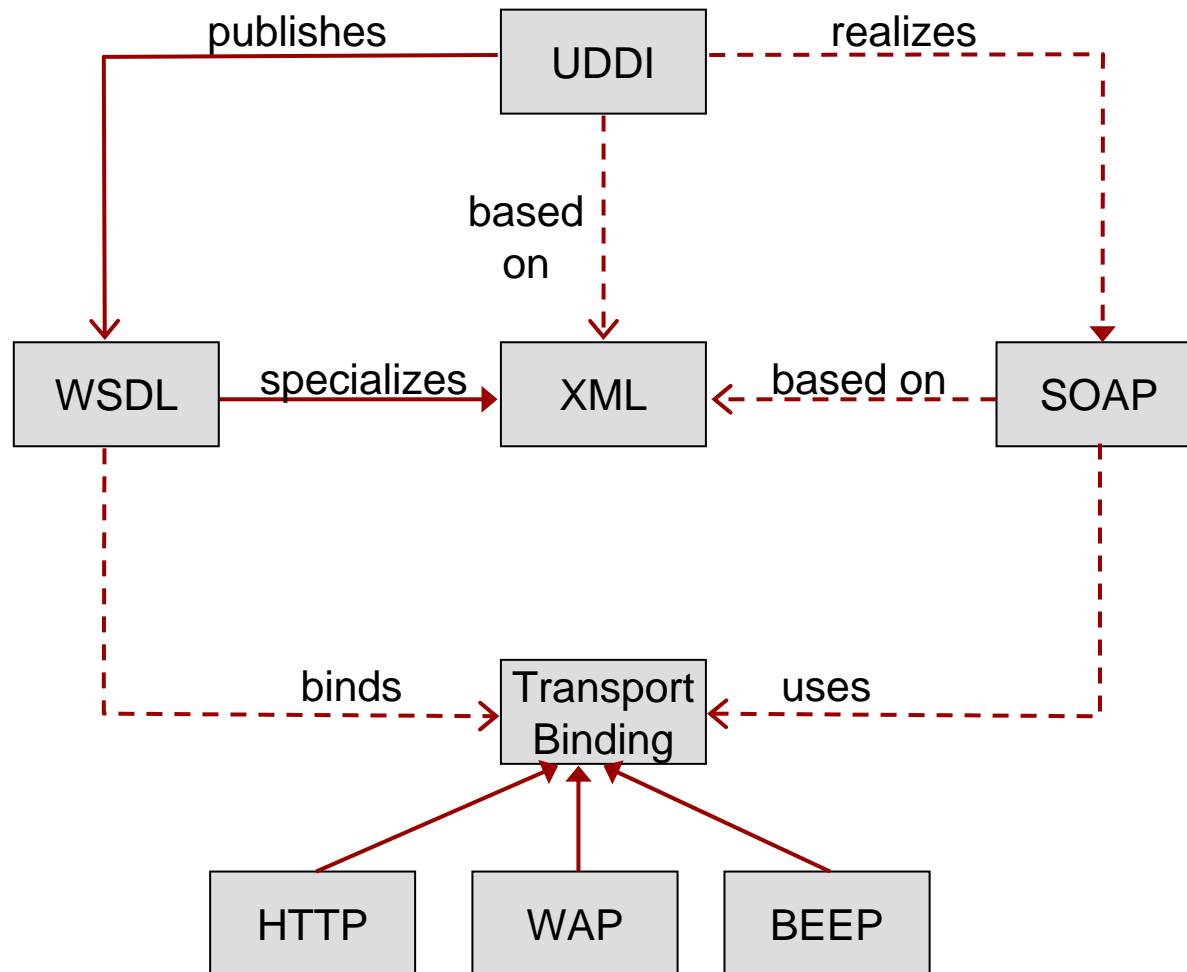 publishes
UDDI
realizes
based
on
WSDL
specializes
XML
based on
SOAP
binds
Transport
Binding
uses
HTTP
WAP
BEEP